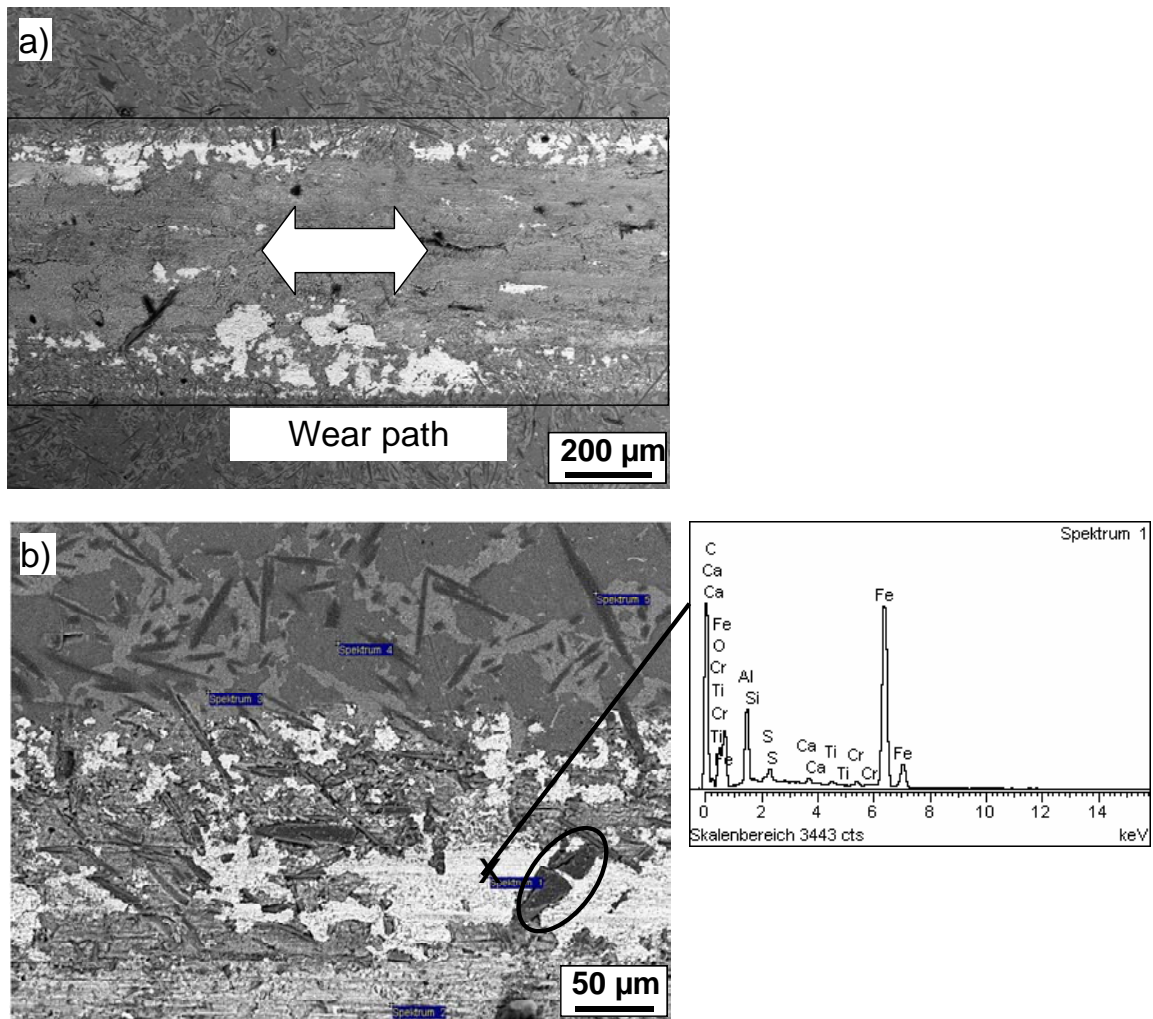 a)
Wear path
200 µm
b)
Spektrum 5
Spektrum 4
Spektrum 3
X
Spektrum 1
Spektrum 2
50 µm
Spektrum 1
C
Ca
Ca
Fe
O
Cr
Ti
Cr
Ti
e
Al
Si
S
S
Ca
Ca
Ti
Ti
Cr
Cr
Fe
Fe
0 2 4 6 8 10 12 14
Skalenbereich 3443 cts keV